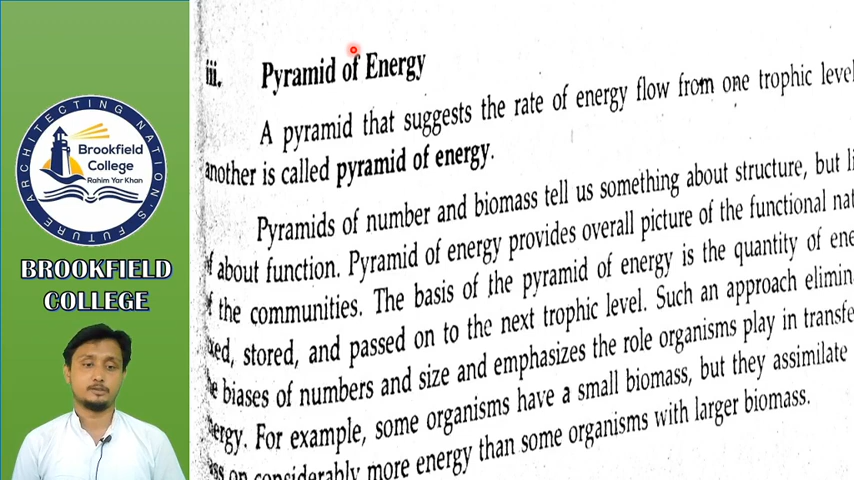 ARCHITECTING NATION'S FUTURE
Brookfield
College
Rahim Yar Khan
BROOKFIELD
COLLEGE
iii. Pyramid of Energy
A pyramid that suggests the rate of energy flow from one trophic level
another is called pyramid of energy.
Pyramids of number and biomass tell us something about structure, but
about function. Pyramid of energy provides overall picture of the functional
the communities. The basis of the pyramid of energy is the quantity of
stored, and passed on to the next trophic level. Such an approach
biases of numbers and size and emphasizes the role organisms play in
For example, some organisms have a small biomass, but they assimilate
on considerably more energy than some organisms with larger biomass.